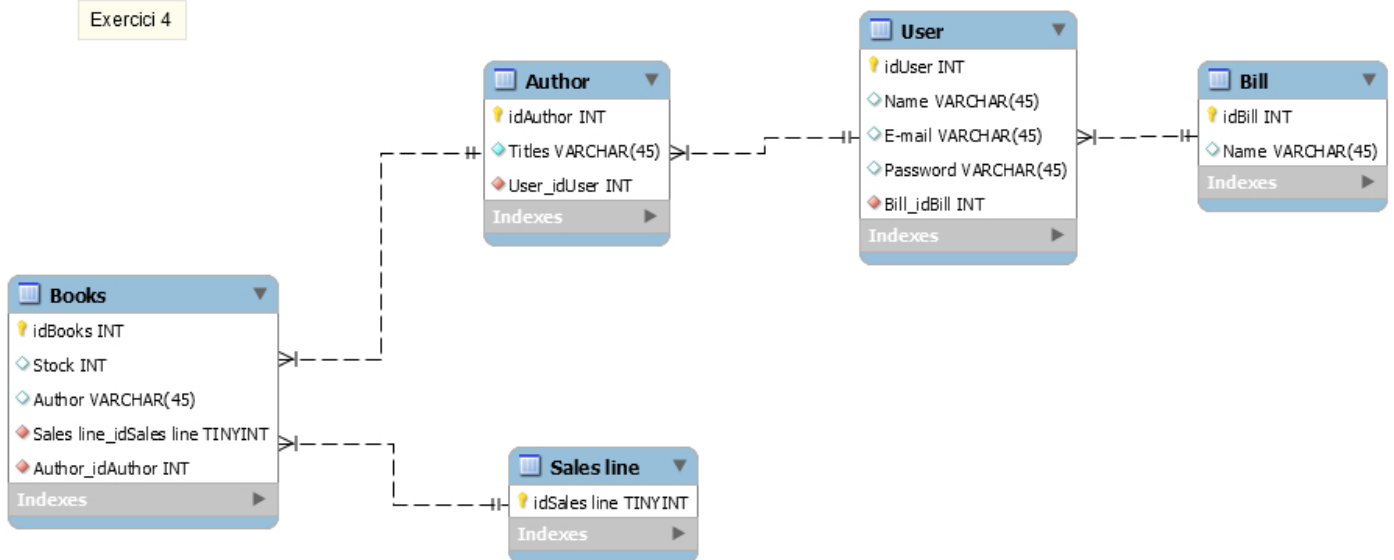 Exercici 4
User
idUser INT
Name VARCHAR(45)
E-mail VARCHAR(45)
Password VARCHAR(45)
Bill_idBill INT
Indexes
Author
idAuthor INT
Titles VARCHAR(45)
User_idUser INT
Indexes
Bill
idBill INT
Name VARCHAR(45)
Indexes
Books
idBooks INT
Stock INT
Author VARCHAR(45)
Sales line_idSales line TINYINT
Author_idAuthor INT
Indexes
Sales line
idSales line TINYINT
Indexes